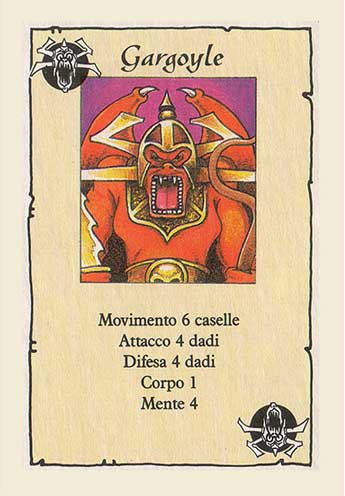 Gargoyle
Movimento 6 caselle
Attacco 4 dadi
Difesa 4 dadi
Corpo 1
Mente 4